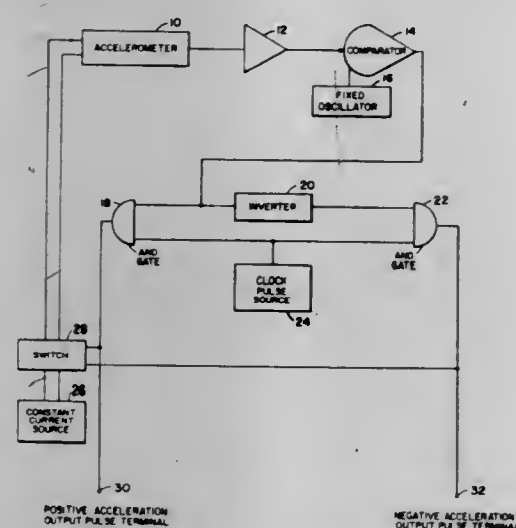 10
ACCELEROMETER
12
14
COMPARATOR
16
FIXED
OSCILLATOR
18
20
INVERTER
22
AND
GATE
AND
GATE
CLOCK
PULSE
SOURCE
24
28
SWITCH
26
CONSTANT
CURRENT
SOURCE
30
32
POSITIVE ACCELERATION
OUTPUT PULSE TERMINAL
NEGATIVE ACCELERATION
OUTPUT PULSE TERMINAL